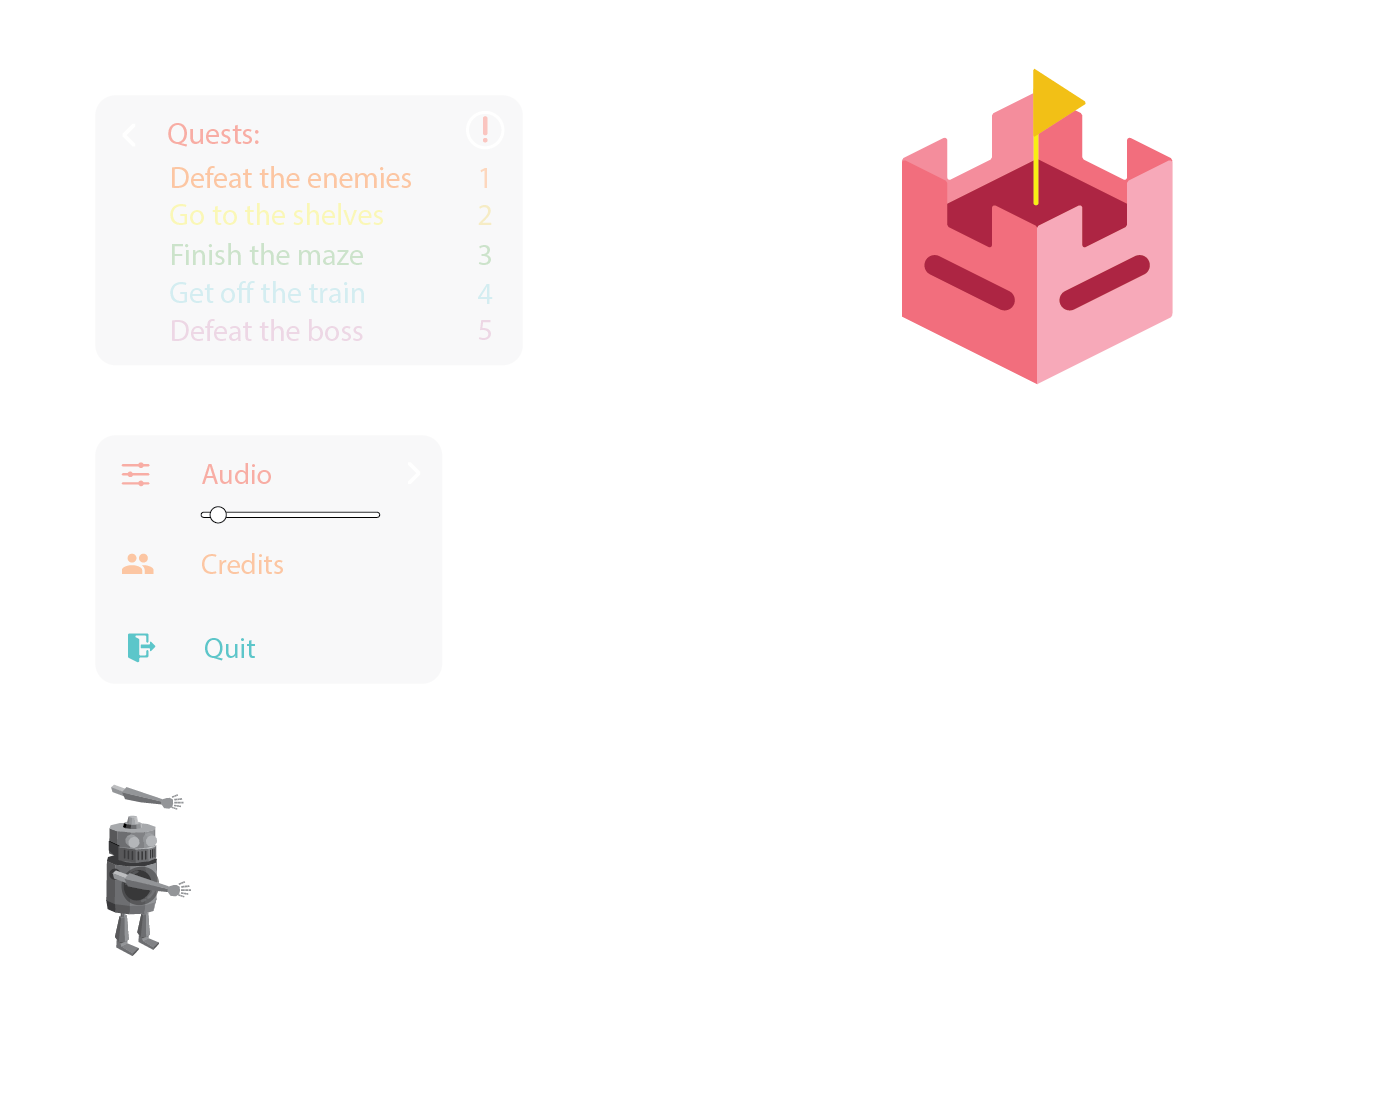 Quests:
Defeat the enemies 1
Go to the shelves 2
Finish the maze 3
Get off the train 4
Defeat the boss 5
Audio
Credits
Quit